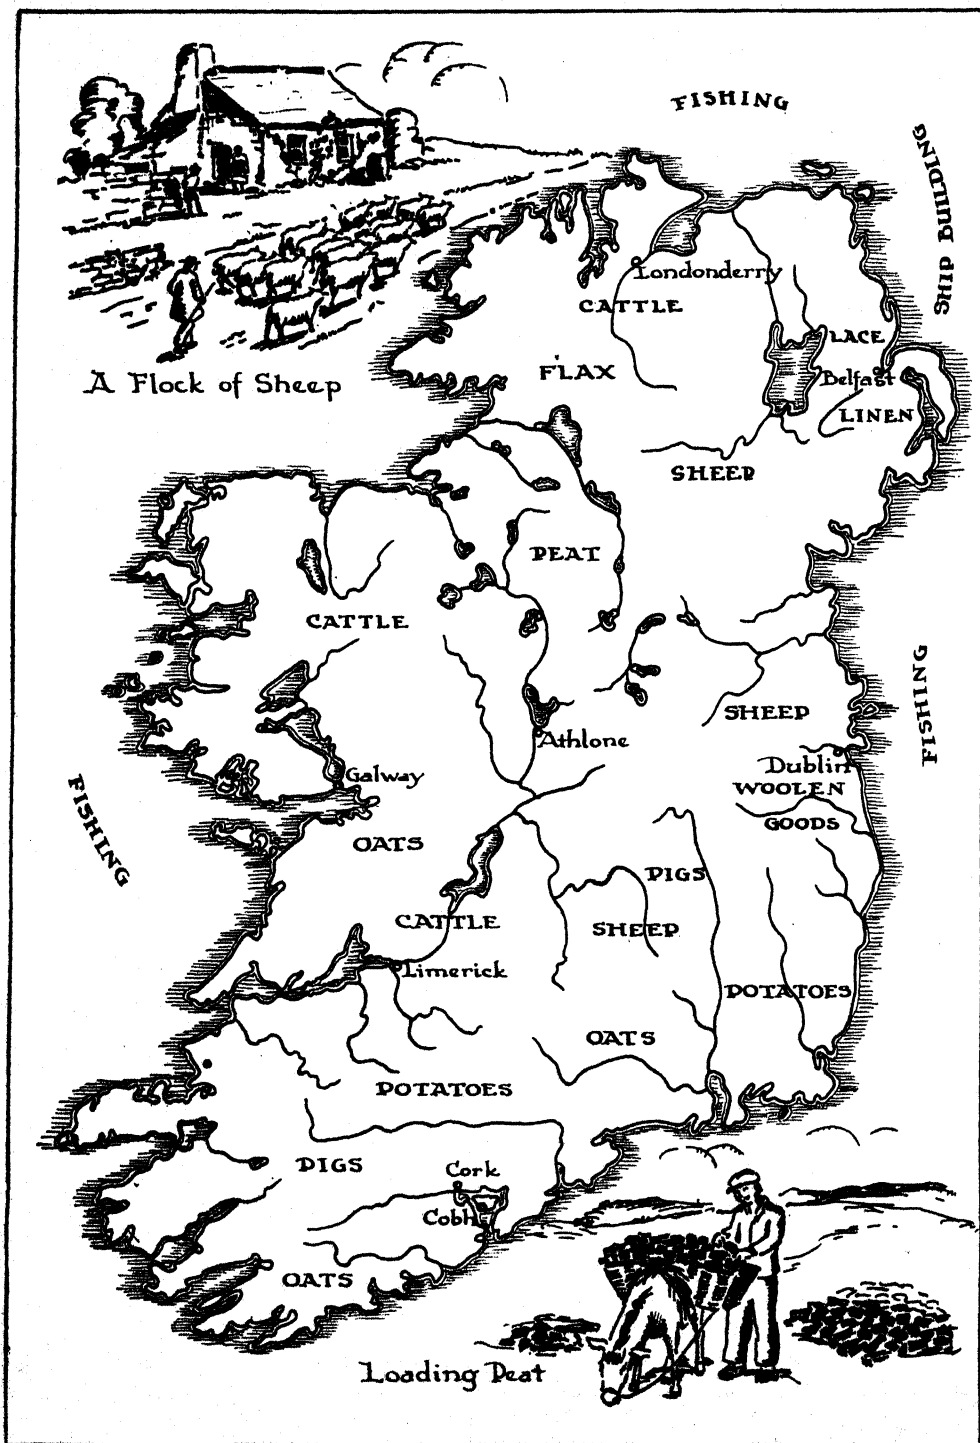 FISHING
SHIP BUILDING
Londonderry
CATTLE
LACE
FLAX
Belfast
A Flock of Sheep
LINEN
SHEEP
PEAT
CATTLE
FISHING
SHEEP
Athlone
Dublin
Galway
WOOLEN
GOODS
FISHING
OATS
PIGS
CATTLE
SHEEP
Limerick
POTATOES
OATS
POTATOES
PIGS
Cork
Cobh
OATS
Loading Peat